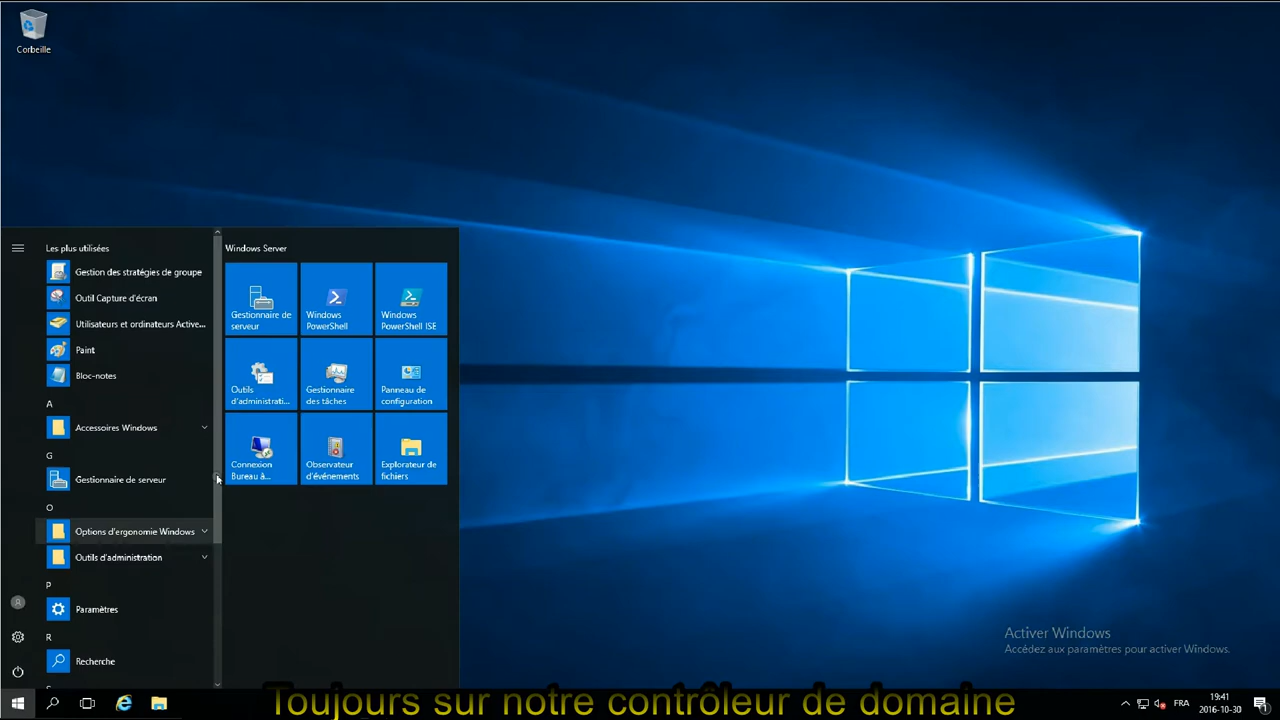 Corbeille
Les plus utilisées
Gestion des stratégies de groupe
Outil Capture d'écran
Utilisateurs et ordinateurs Active...
Paint
Bloc-notes
A
Accessoires Windows
G
Gestionnaire de serveur
O
Options d'ergonomie Windows
Outils d'administration
P
Paramètres
R
Recherche
Windows Server
Gestionnaire de
serveur
Windows
PowerShell
Windows
PowerShell ISE
Outils
d'administrati...
Gestionnaire
des tâches
Panneau de
configuration
Connexion
Bureau à...
Observateur
d'événements
Explorateur de
fichiers
Activer Windows
Accédez aux paramètres pour activer Windows.
Toujours sur notre contrôleur de domaine
FRA
19:41
2016-10-30
1